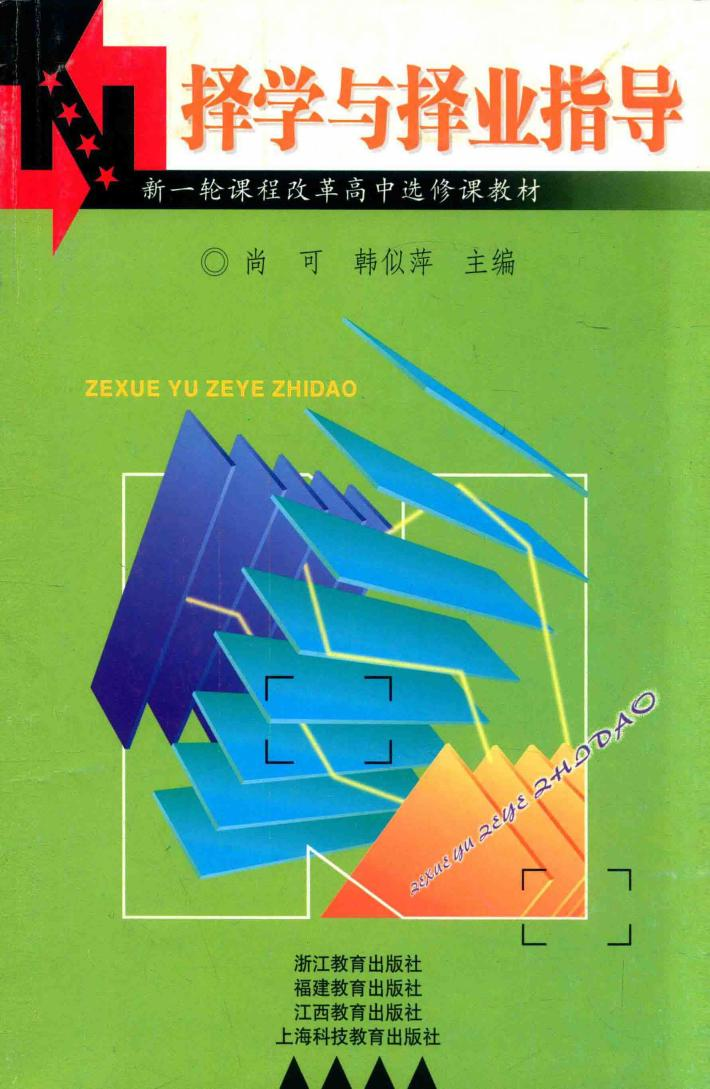 择学与择业指导
新一轮课程改革高中选修课教材
◎尚 可 韩似萍 主编
ZEXUE YU ZEYE ZHIDAO
ZEXUE YU ZEYE ZHIDAO
浙江教育出版社
福建教育出版社
江西教育出版社
上海科技教育出版社